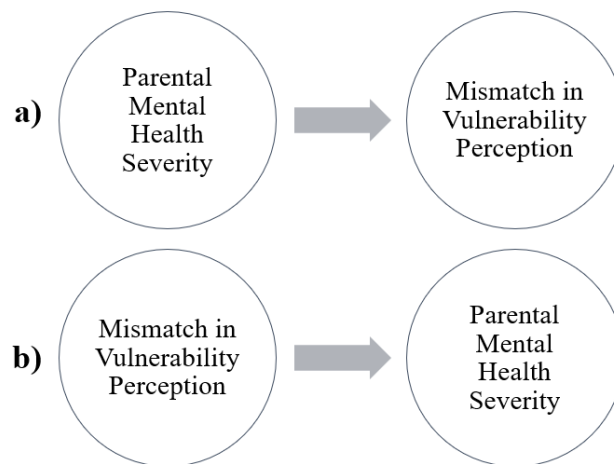 a)
Parental
Mental
Health
Severity
Mismatch in
Vulnerability
Perception
b)
Mismatch in
Vulnerability
Perception
Parental
Mental
Health
Severity